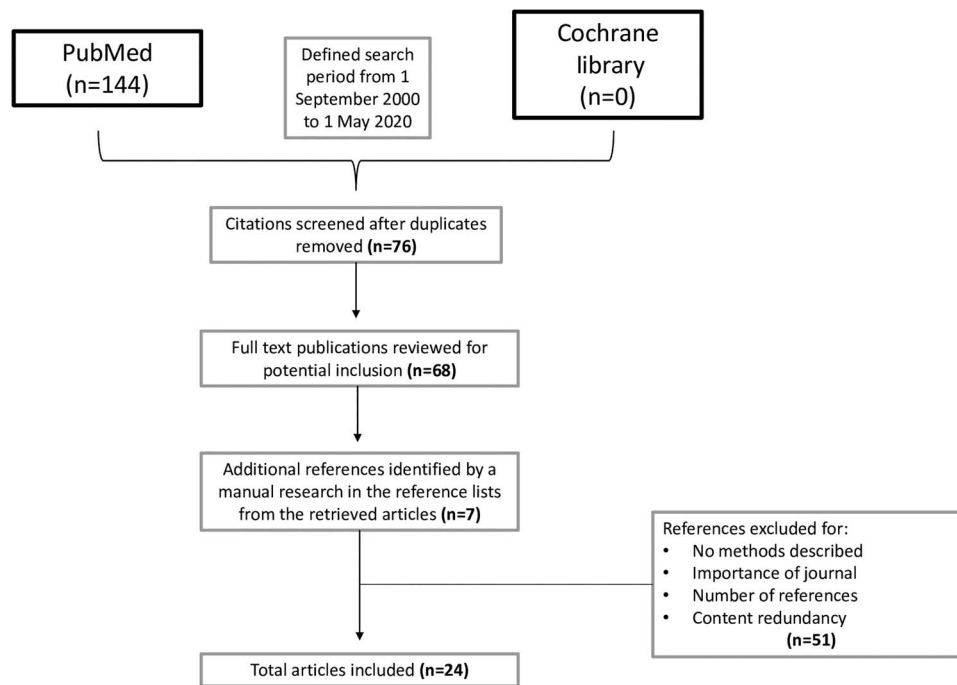 PubMed
(n=144)
Defined search
period from 1
September 2000
to 1 May 2020
Cochrane
library
(n=0)
Citations screened after duplicates
removed (n=76)
Full text publications reviewed for
potential inclusion (n=68)
Additional references identified by a
manual research in the reference lists
from the retrieved articles (n=7)
References excluded for:
• No methods described
• Importance of journal
• Number of references
• Content redundancy
(n=51)
Total articles included (n=24)